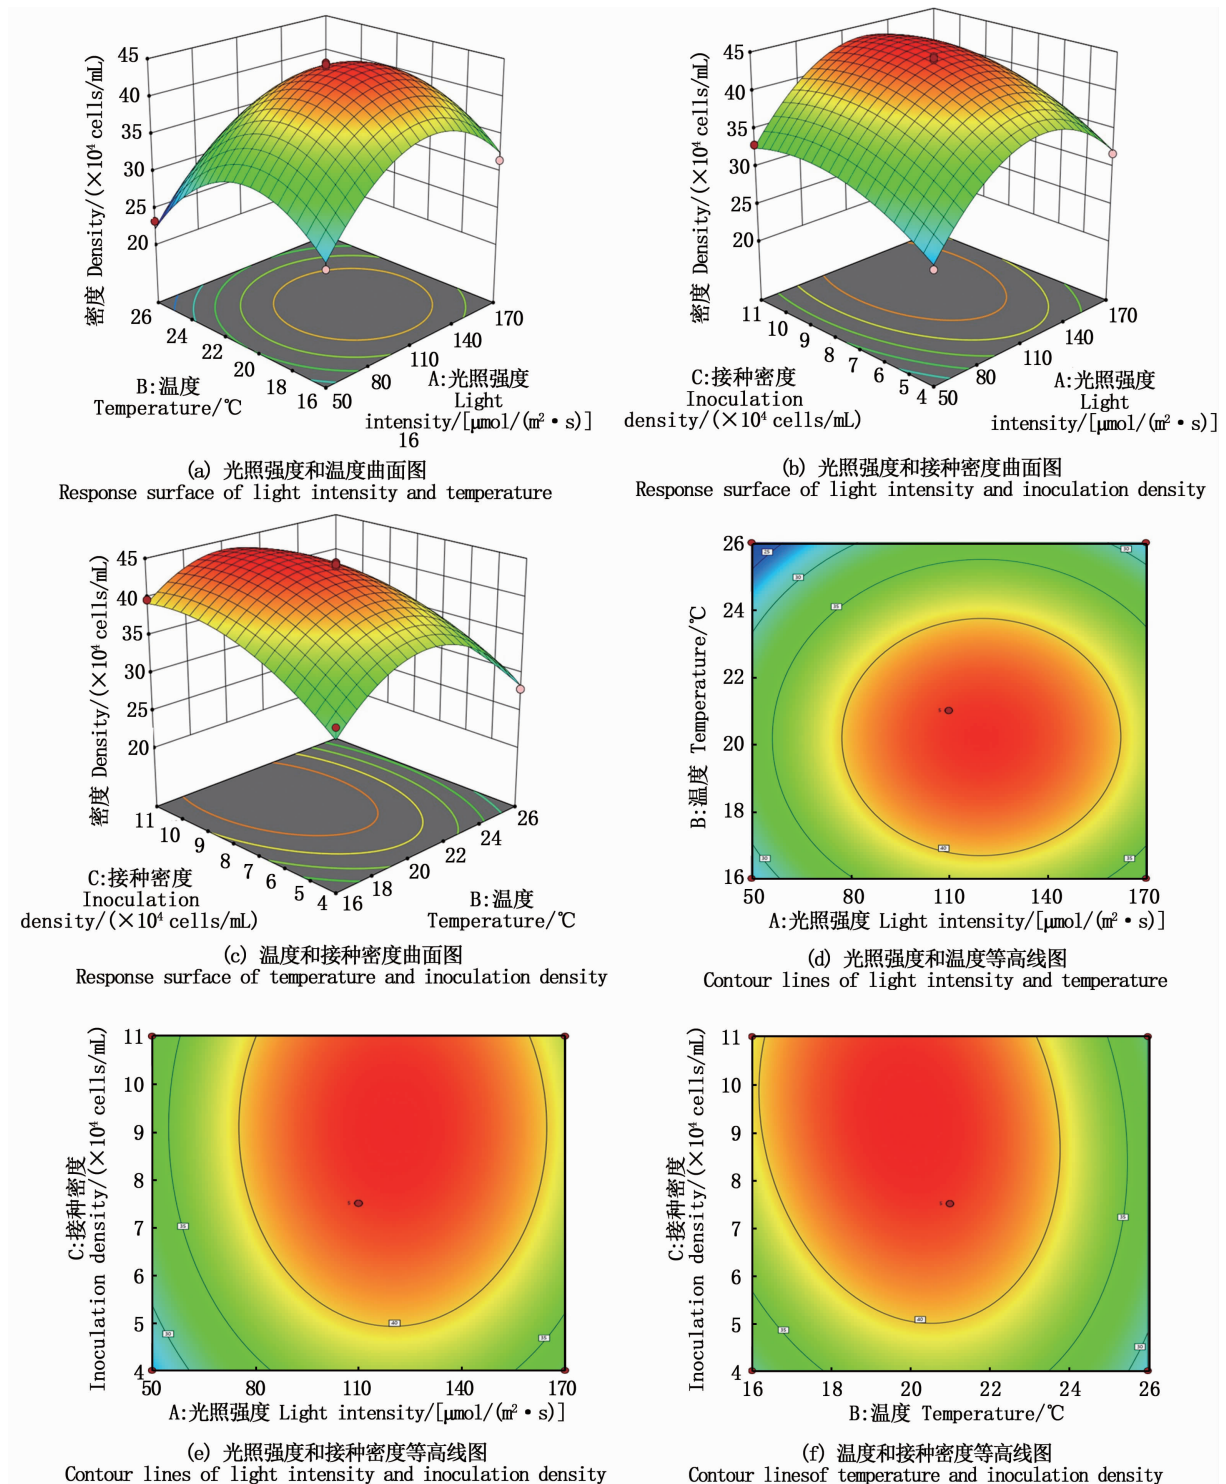 45
40
35
30
25
20
密度 Density/(×10⁴ cells/mL)
26
24
22
20
18
16
B:温度
Temperature/℃
50
80
110
140
170
A:光照强度
Light
intensity/[μmol/(m²·s)]
16
(a) 光照强度和温度曲面图
Response surface of light intensity and temperature
45
40
35
30
25
20
密度 Density/(×10⁴ cells/mL)
11
10
9
8
7
6
5
4
C:接种密度
Inoculation
density/(×10⁴ cells/mL)
50
80
110
140
170
A:光照强度
Light
intensity/[μmol/(m²·s)]
(b) 光照强度和接种密度曲面图
Response surface of light intensity and inoculation density
45
40
35
30
25
20
密度 Density/(×10⁴ cells/mL)
11
10
9
8
7
6
5
4
C:接种密度
Inoculation
density/(×10⁴ cells/mL)
16
18
20
22
24
26
B:温度
Temperature/℃
(c) 温度和接种密度曲面图
Response surface of temperature and inoculation density
26
24
22
20
18
16
B:温度 Temperature/℃
25
30
35
30
40
30
35
50
80
110
140
170
A:光照强度 Light intensity/[μmol/(m²·s)]
(d) 光照强度和温度等高线图
Contour lines of light intensity and temperature
11
10
9
8
7
6
5
4
C:接种密度
Inoculation density/(×10⁴ cells/mL)
35
30
40
35
50
80
110
140
170
A:光照强度 Light intensity/[μmol/(m²·s)]
(e) 光照强度和接种密度等高线图
Contour lines of light intensity and inoculation density
11
10
9
8
7
6
5
4
C:接种密度
Inoculation density/(×10⁴ cells/mL)
35
40
35
30
16
18
20
22
24
26
B:温度 Temperature/℃
(f) 温度和接种密度等高线图
Contour linesof temperature and inoculation density